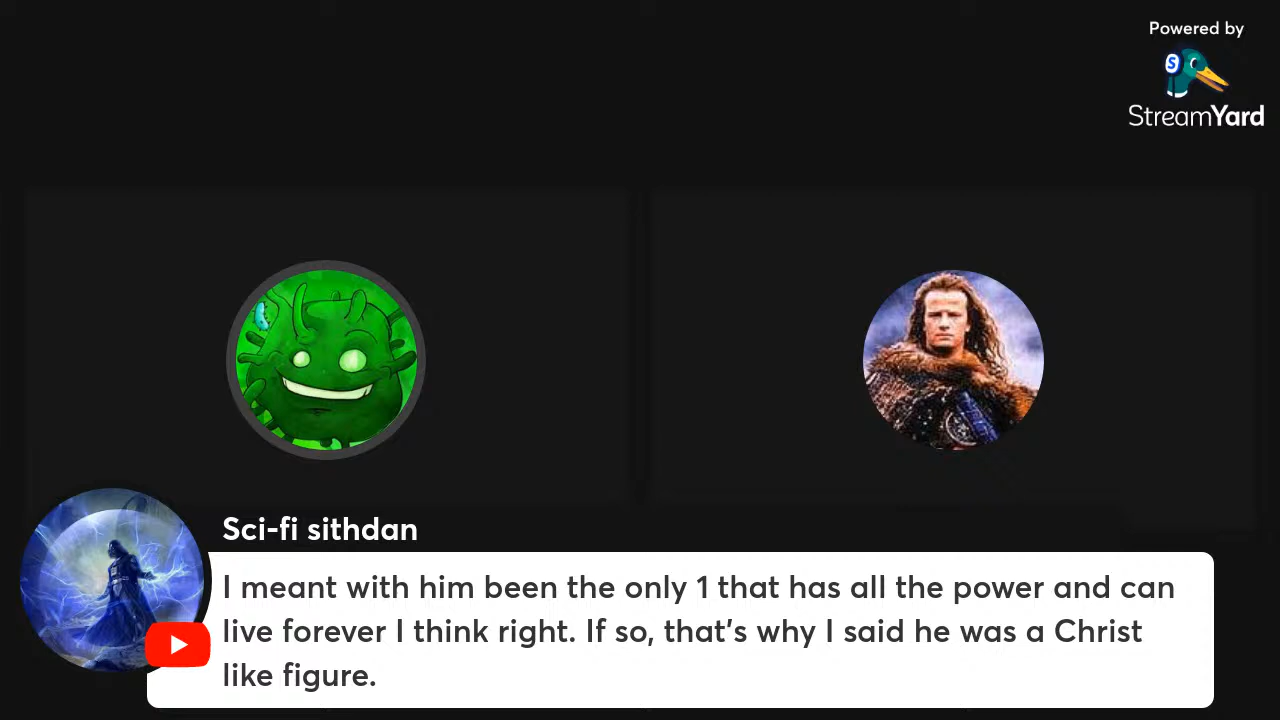 Powered by
S
StreamYard
Sci-fi sithdan
I meant with him been the only 1 that has all the power and can
live forever I think right. If so, that's why I said he was a Christ
like figure.